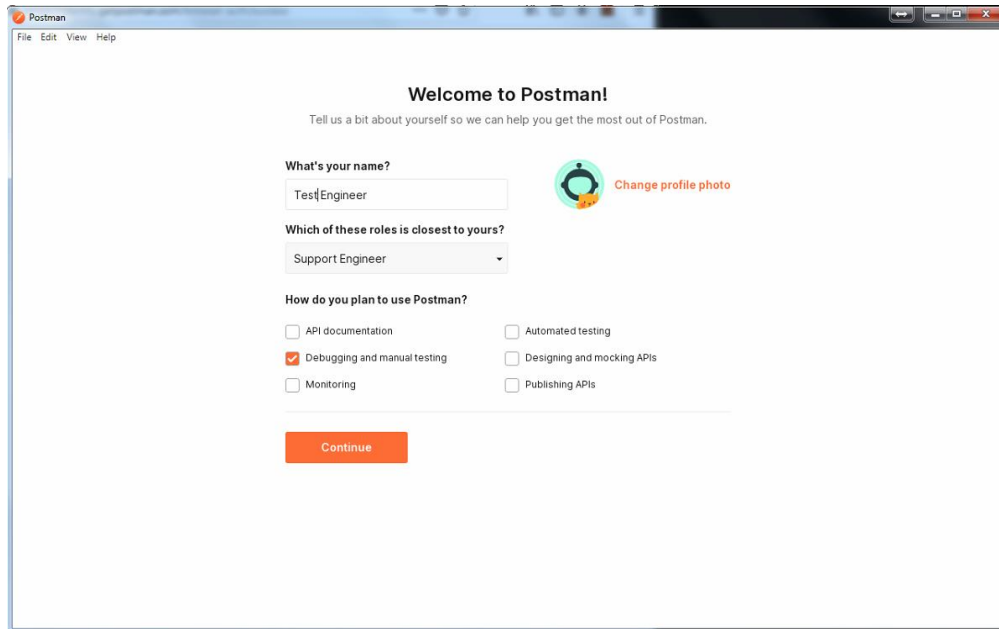 Postman
File Edit View Help
Welcome to Postman!
Tell us a bit about yourself so we can help you get the most out of Postman.
What's your name?
Test Engineer
Change profile photo
Which of these roles is closest to yours?
Support Engineer
How do you plan to use Postman?
API documentation
Automated testing
Debugging and manual testing
Designing and mocking APIs
Monitoring
Publishing APIs
Continue